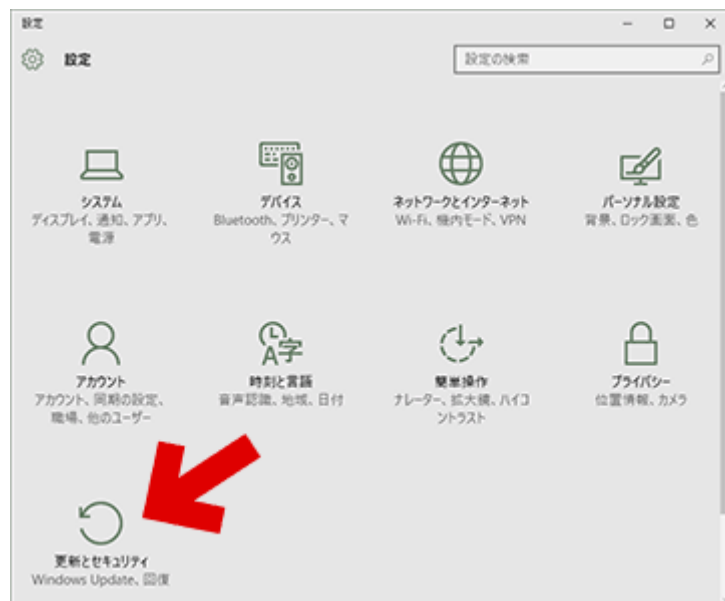 設定
設定
設定の検索
システム
ディスプレイ、通知、アプリ、
電源
デバイス
Bluetooth、プリンター、マ
ウス
ネットワークとインターネット
Wi-Fi、機内モード、VPN
パーソナル設定
背景、ロック画面、色
アカウント
アカウント、同期の設定、
職場、他のユーザー
A字
時刻と言語
音声認識、地域、日付
簡単操作
ナレーター、拡大鏡、ハイコ
ントラスト
プライバシー
位置情報、カメラ
更新とセキュリティ
Windows Update、回復